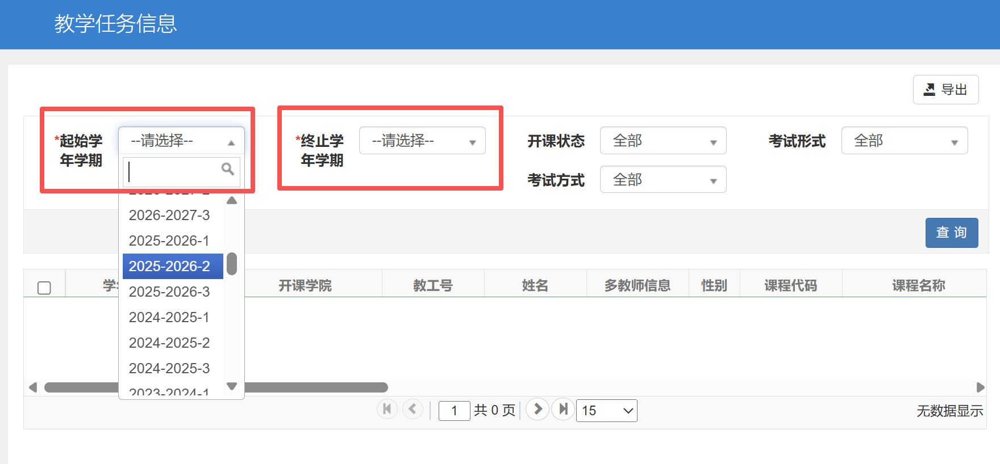 教学任务信息
导出
*起始学年学期
--请选择--
*终止学年学期
--请选择--
开课状态
全部
考试形式
全部
考试方式
全部
2026-2027-3
2025-2026-1
2025-2026-2
2025-2026-3
2024-2025-1
2024-2025-2
2024-2025-3
2023-2024-1
查 询
开课学院
教工号
姓名
多教师信息
性别
课程代码
课程名称
1 共 0 页
15
无数据显示